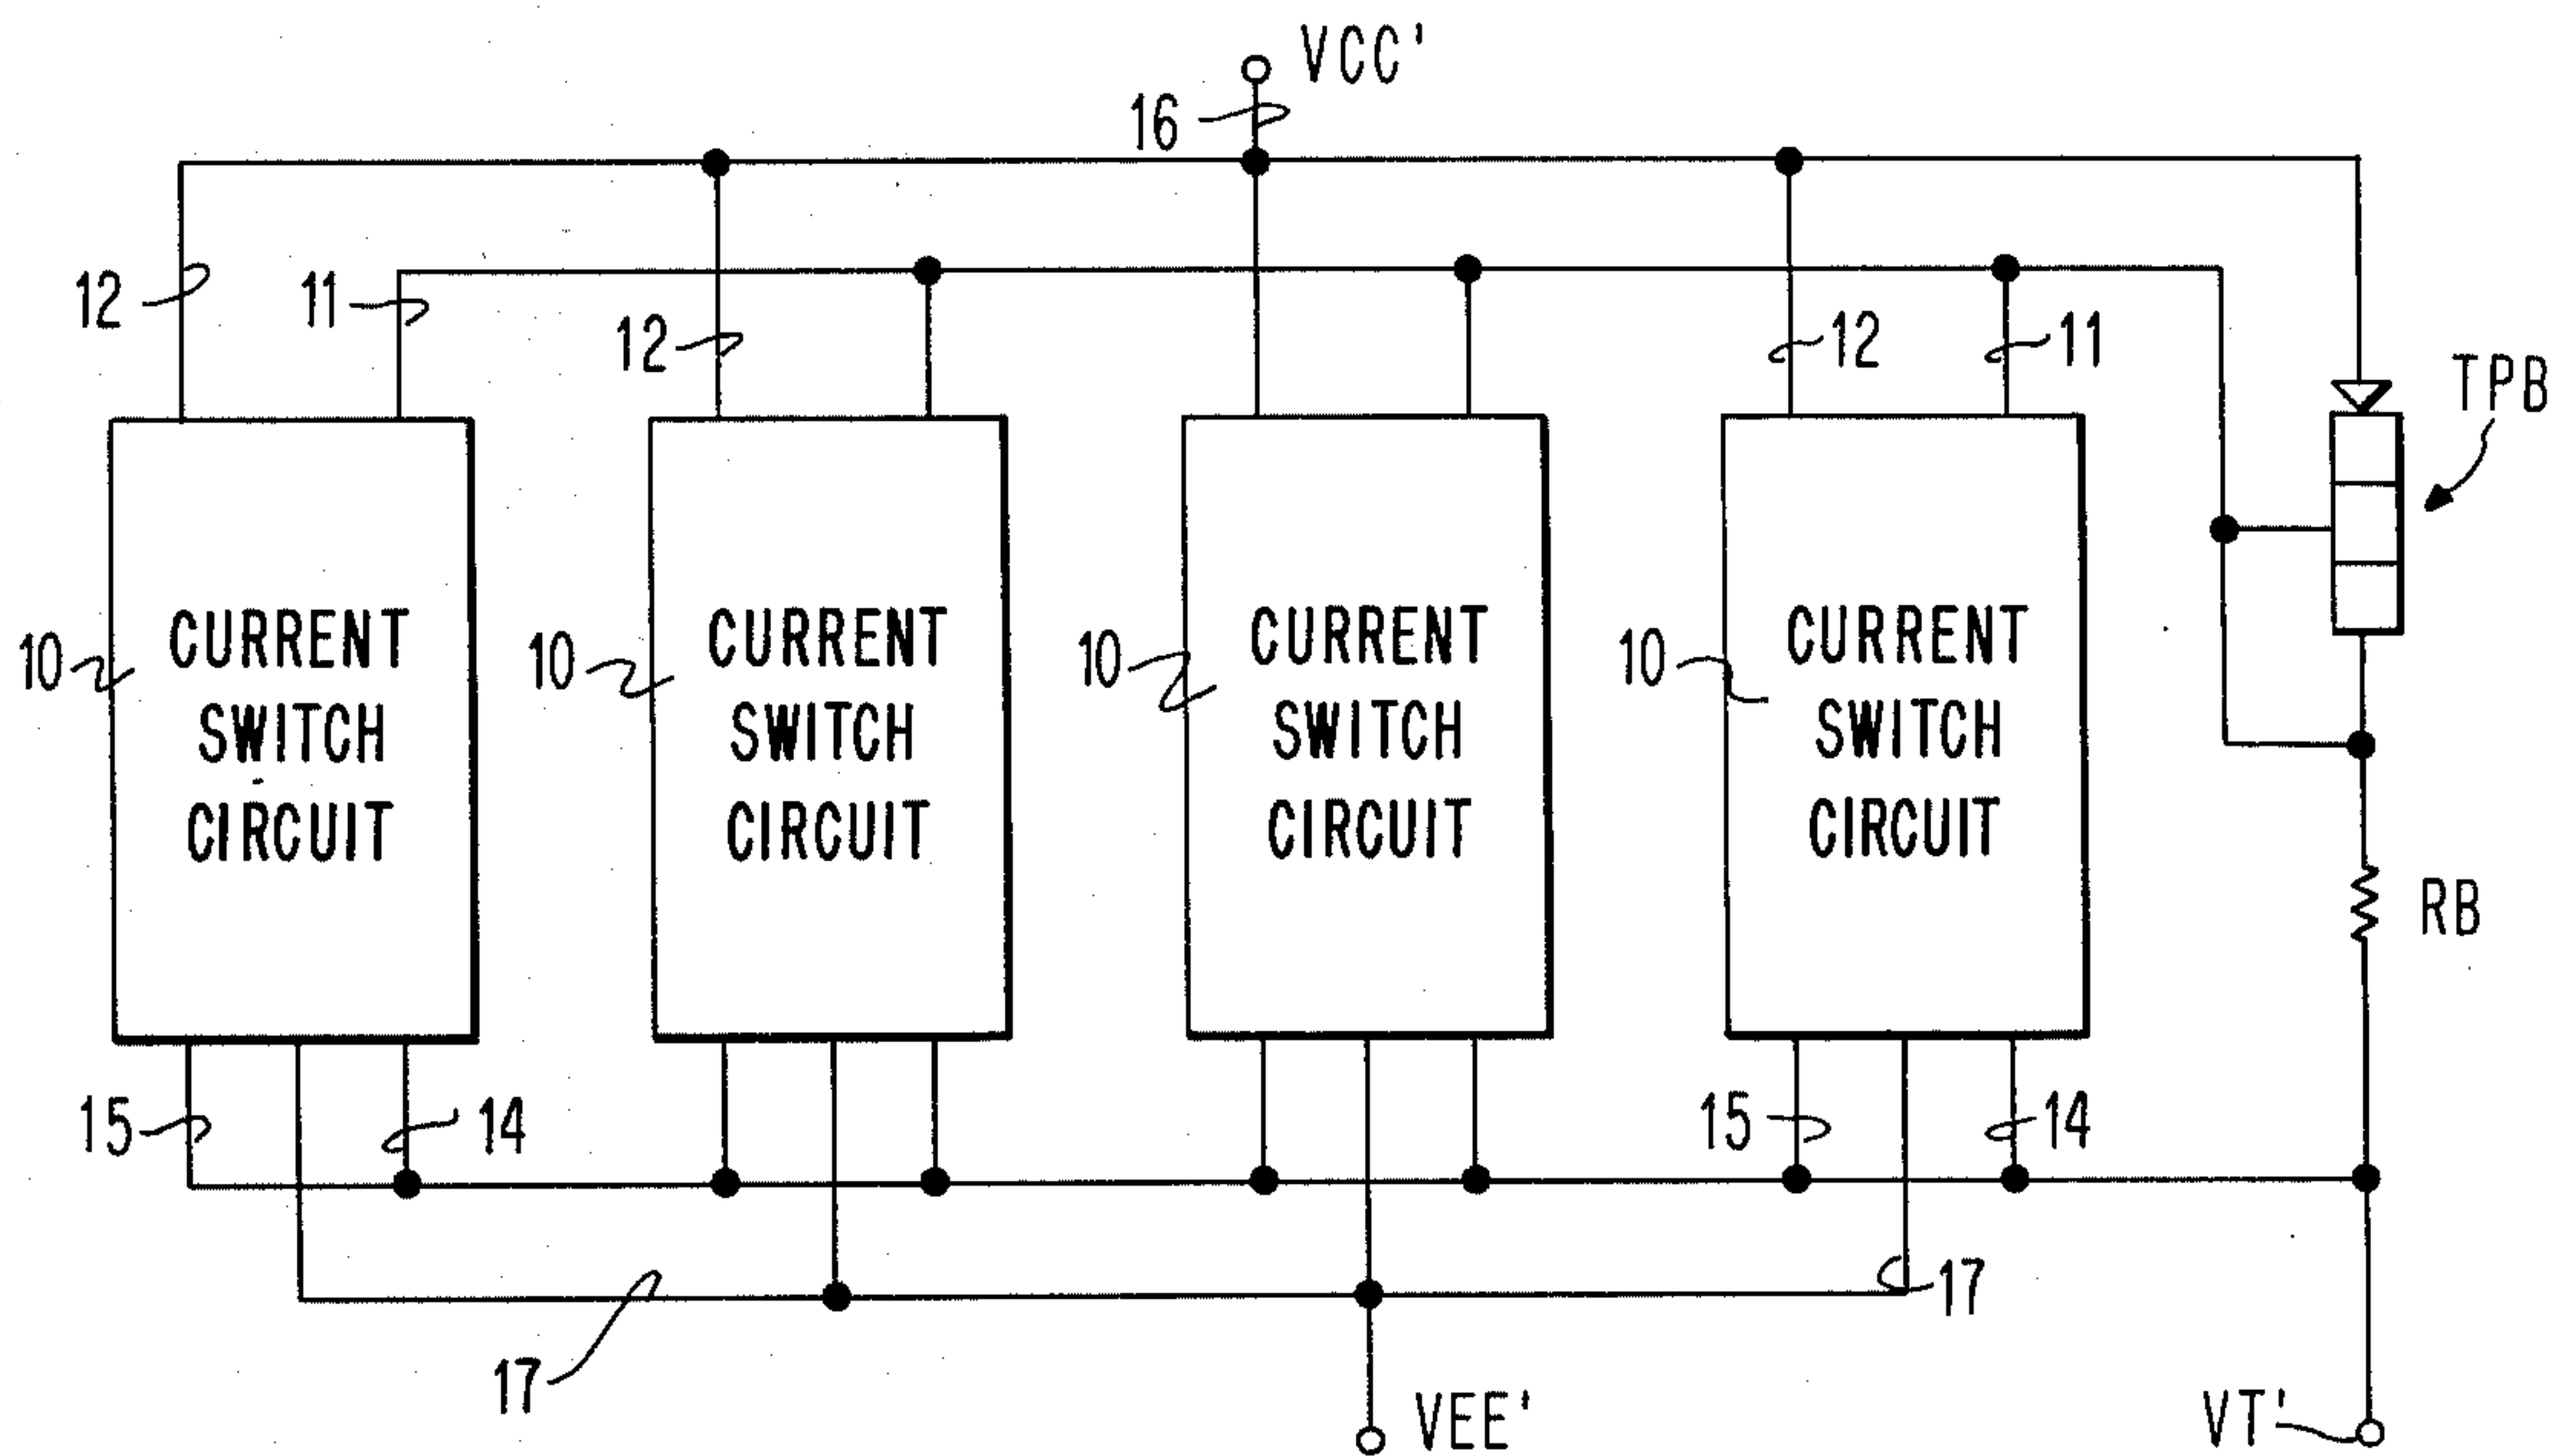 VCC'
16
12
11
12
12
11
TPB
10
CURRENT
SWITCH
CIRCUIT
10
CURRENT
SWITCH
CIRCUIT
10
CURRENT
SWITCH
CIRCUIT
10
CURRENT
SWITCH
CIRCUIT
RB
15
14
15
14
17
17
VEE'
VT'